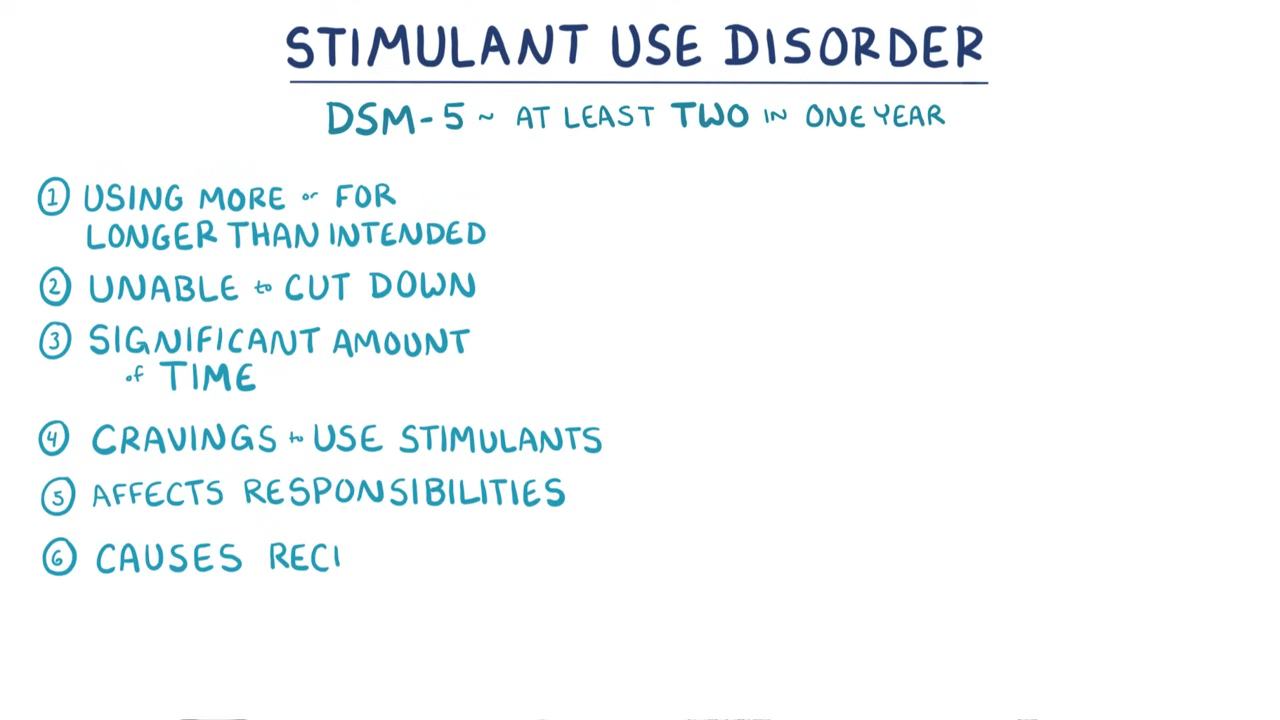 STIMULANT USE DISORDER
DSM-5 ~ AT LEAST TWO IN ONE YEAR
1 USING MORE or FOR
LONGER THAN INTENDED
2 UNABLE to CUT DOWN
3 SIGNIFICANT AMOUNT
of TIME
4 CRAVINGS to USE STIMULANTS
5 AFFECTS RESPONSIBILITIES
6 CAUSES RECI